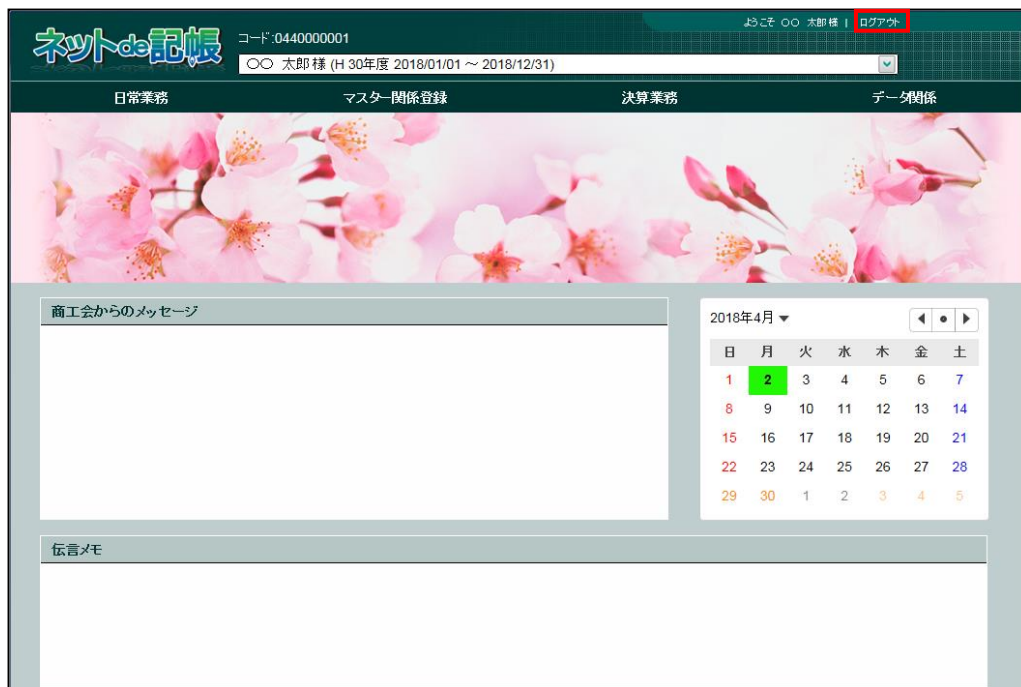 ようこそ 〇〇 太郎 様 | ログアウト
ネットde記帳
コード:0440000001
〇〇 太郎 様 (H 30年度 2018/01/01 ～ 2018/12/31)
日常業務 マスター関係登録 決算業務 データ関係
商工会からのメッセージ
2018年4月
日 月 火 水 木 金 土
1 2 3 4 5 6 7
8 9 10 11 12 13 14
15 16 17 18 19 20 21
22 23 24 25 26 27 28
29 30 1 2 3 4 5
伝言メモ